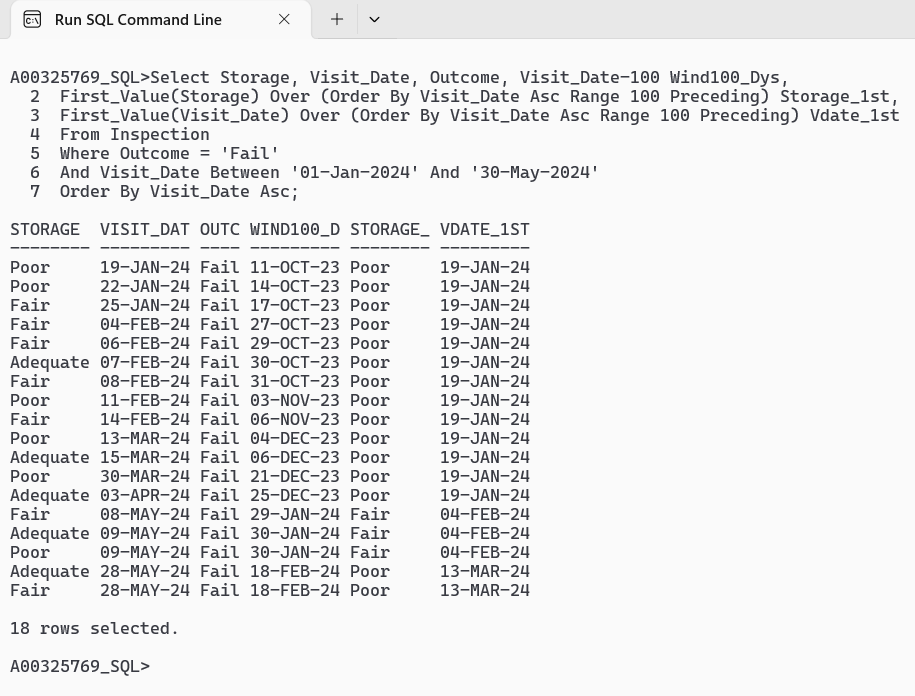 Run SQL Command Line
A00325769_SQL>Select Storage, Visit_Date, Outcome, Visit_Date-100 Wind100_Dys,
  2  First_Value(Storage) Over (Order By Visit_Date Asc Range 100 Preceding) Storage_1st,
  3  First_Value(Visit_Date) Over (Order By Visit_Date Asc Range 100 Preceding) Vdate_1st
  4  From Inspection
  5  Where Outcome = 'Fail'
  6  And Visit_Date Between '01-Jan-2024' And '30-May-2024'
  7  Order By Visit_Date Asc;
STORAGE  VISIT_DAT OUTC WIND100_D STORAGE_ VDATE_1ST
-------- --------- ---- --------- -------- ---------
Poor     19-JAN-24 Fail 11-OCT-23 Poor     19-JAN-24
Poor     22-JAN-24 Fail 14-OCT-23 Poor     19-JAN-24
Fair     25-JAN-24 Fail 17-OCT-23 Poor     19-JAN-24
Fair     04-FEB-24 Fail 27-OCT-23 Poor     19-JAN-24
Fair     06-FEB-24 Fail 29-OCT-23 Poor     19-JAN-24
Adequate 07-FEB-24 Fail 30-OCT-23 Poor     19-JAN-24
Fair     08-FEB-24 Fail 31-OCT-23 Poor     19-JAN-24
Poor     11-FEB-24 Fail 03-NOV-23 Poor     19-JAN-24
Fair     14-FEB-24 Fail 06-NOV-23 Poor     19-JAN-24
Poor     13-MAR-24 Fail 04-DEC-23 Poor     19-JAN-24
Adequate 15-MAR-24 Fail 06-DEC-23 Poor     19-JAN-24
Poor     30-MAR-24 Fail 21-DEC-23 Poor     19-JAN-24
Adequate 03-APR-24 Fail 25-DEC-23 Poor     19-JAN-24
Fair     08-MAY-24 Fail 29-JAN-24 Fair     04-FEB-24
Adequate 09-MAY-24 Fail 30-JAN-24 Fair     04-FEB-24
Poor     09-MAY-24 Fail 30-JAN-24 Fair     04-FEB-24
Adequate 28-MAY-24 Fail 18-FEB-24 Poor     13-MAR-24
Fair     28-MAY-24 Fail 18-FEB-24 Poor     13-MAR-24
18 rows selected.
A00325769_SQL>